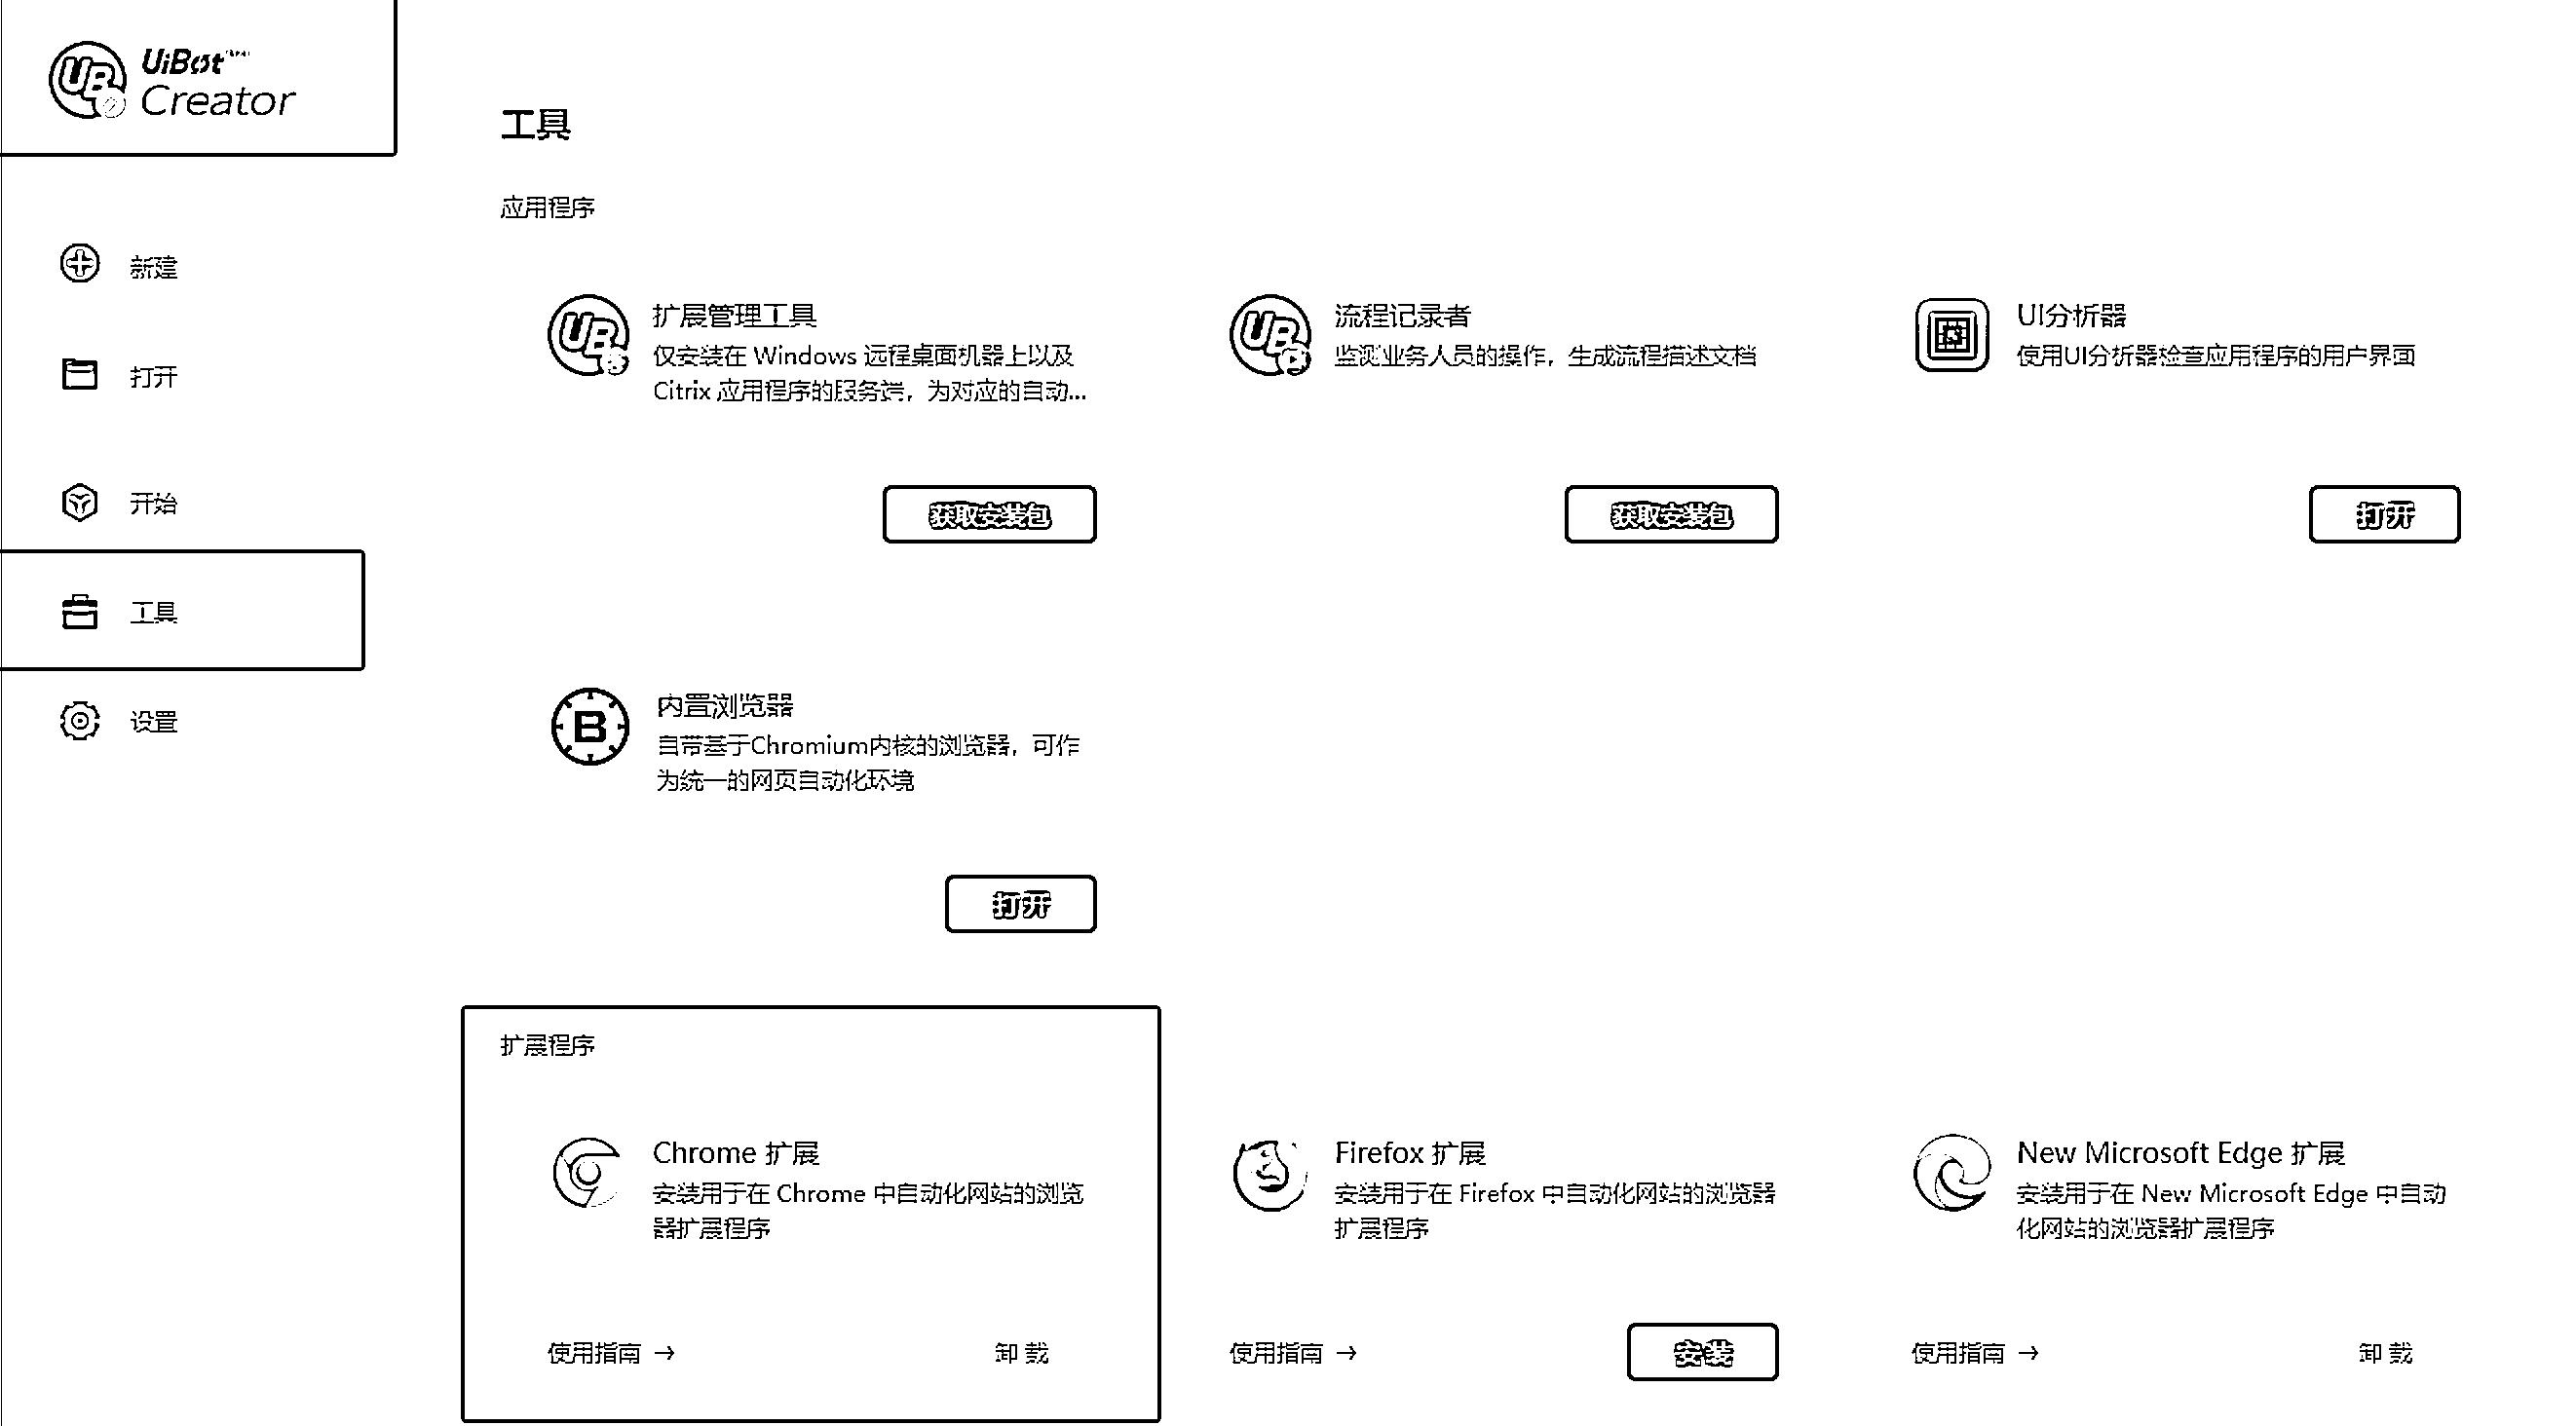 UiBot
Creator
新建
打开
开始
工具
设置
工具
应用程序
扩展管理工具
仅安装在 Windows 远程桌面机器上以及
Citrix 应用程序的服务端，为对应的自动...
获取安装包
流程记录者
监测业务人员的操作，生成流程描述文档
获取安装包
UI分析器
使用UI分析器检查应用程序的用户界面
打开
内置浏览器
自带基于Chromium内核的浏览器，可作
为统一的网页自动化环境
打开
扩展程序
Chrome 扩展
安装用于在 Chrome 中自动化网站的浏览
器扩展程序
使用指南 →
卸 载
Firefox 扩展
安装用于在 Firefox 中自动化网站的浏览器
扩展程序
使用指南 →
安装
New Microsoft Edge 扩展
安装用于在 New Microsoft Edge 中自动
化网站的浏览器扩展程序
使用指南 →
卸 载